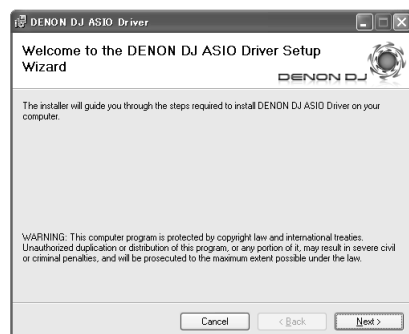 DENON DJ ASIO Driver
Welcome to the DENON DJ ASIO Driver Setup
Wizard
DENON DJ
The installer will guide you through the steps required to install DENON DJ ASIO Driver on your
computer.
WARNING: This computer program is protected by copyright law and international treaties.
Unauthorized duplication or distribution of this program, or any portion of it, may result in severe civil
or criminal penalties, and will be prosecuted to the maximum extent possible under the law.
Cancel
< Back
Next >